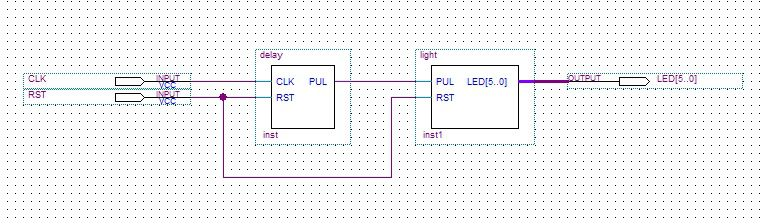 delay
light
CLK
INPUT
VCC
CLK PUL
PUL LED[5..0]
OUTPUT
LED[5..0]
RST
INPUT
VCC
RST
RST
inst
inst1